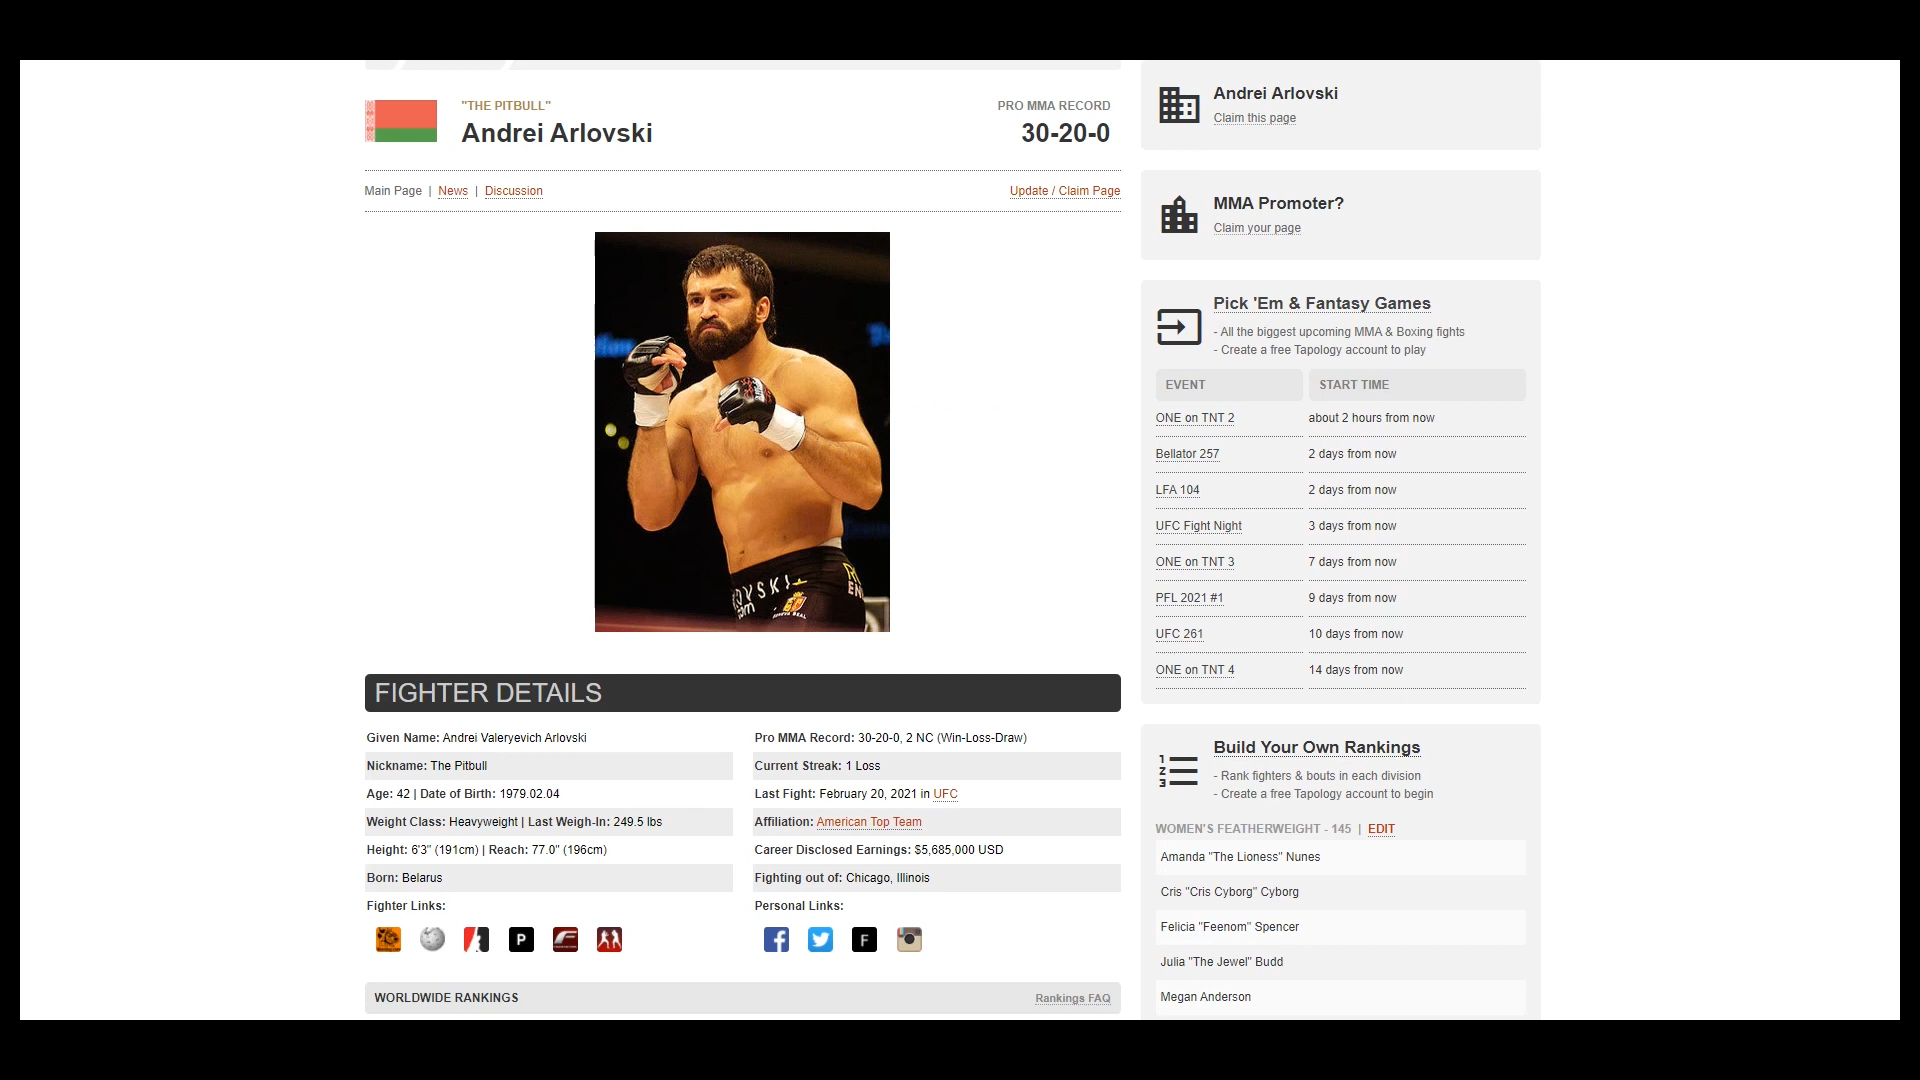 "THE PITBULL"
Andrei Arlovski
PRO MMA RECORD
30-20-0
Main Page | News | Discussion
Update / Claim Page
OVSKI
FIGHTER DETAILS
Given Name: Andrei Valeryevich Arlovski
Nickname: The Pitbull
Age: 42 | Date of Birth: 1979.02.04
Weight Class: Heavyweight | Last Weigh-In: 249.5 lbs
Height: 6'3" (191cm) | Reach: 77.0" (196cm)
Born: Belarus
Fighter Links:
P
Pro MMA Record: 30-20-0, 2 NC (Win-Loss-Draw)
Current Streak: 1 Loss
Last Fight: February 20, 2021 in UFC
Affiliation: American Top Team
Career Disclosed Earnings: $5,685,000 USD
Fighting out of: Chicago, Illinois
Personal Links:
F
WORLDWIDE RANKINGS
Rankings FAQ
Andrei Arlovski
Claim this page
MMA Promoter?
Claim your page
Pick 'Em & Fantasy Games
- All the biggest upcoming MMA & Boxing fights
- Create a free Tapology account to play
EVENT START TIME
ONE on TNT 2 about 2 hours from now
Bellator 257 2 days from now
LFA 104 2 days from now
UFC Fight Night 3 days from now
ONE on TNT 3 7 days from now
PFL 2021 #1 9 days from now
UFC 261 10 days from now
ONE on TNT 4 14 days from now
Build Your Own Rankings
- Rank fighters & bouts in each division
- Create a free Tapology account to begin
WOMEN'S FEATHERWEIGHT - 145 | EDIT
Amanda "The Lioness" Nunes
Cris "Cris Cyborg" Cyborg
Felicia "Feenom" Spencer
Julia "The Jewel" Budd
Megan Anderson